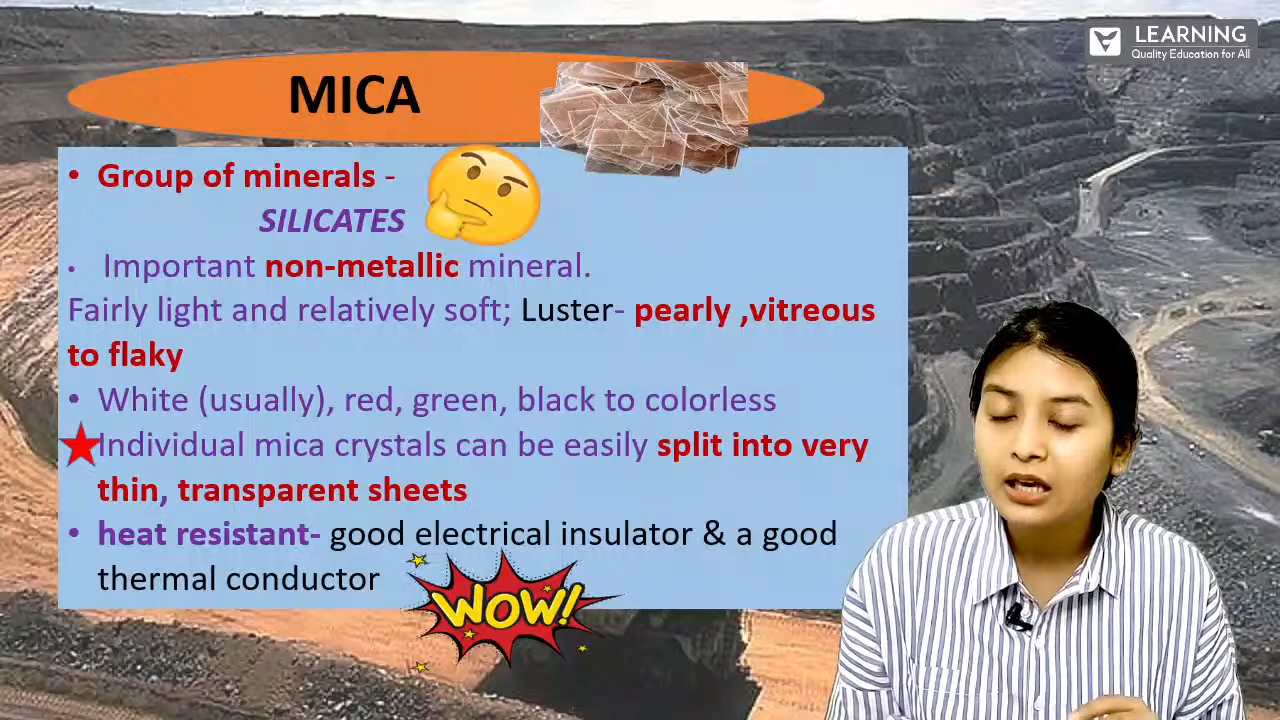 LEARNING
Quality Education for All
MICA
• Group of minerals -
SILICATES
• Important non-metallic mineral.
Fairly light and relatively soft; Luster- pearly ,vitreous
to flaky
• White (usually), red, green, black to colorless
Individual mica crystals can be easily split into very
thin, transparent sheets
• heat resistant- good electrical insulator & a good
thermal conductor
WOW!